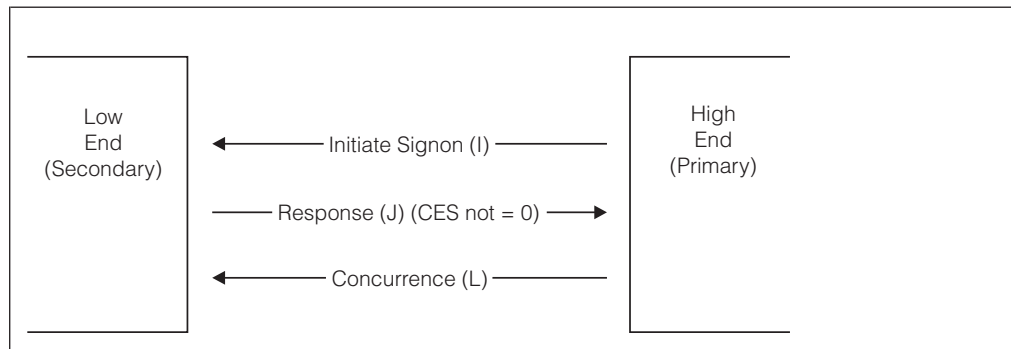 Low
End
(Secondary)
High
End
(Primary)
Initiate Signon (I)
Response (J) (CES not = 0)
Concurrence (L)